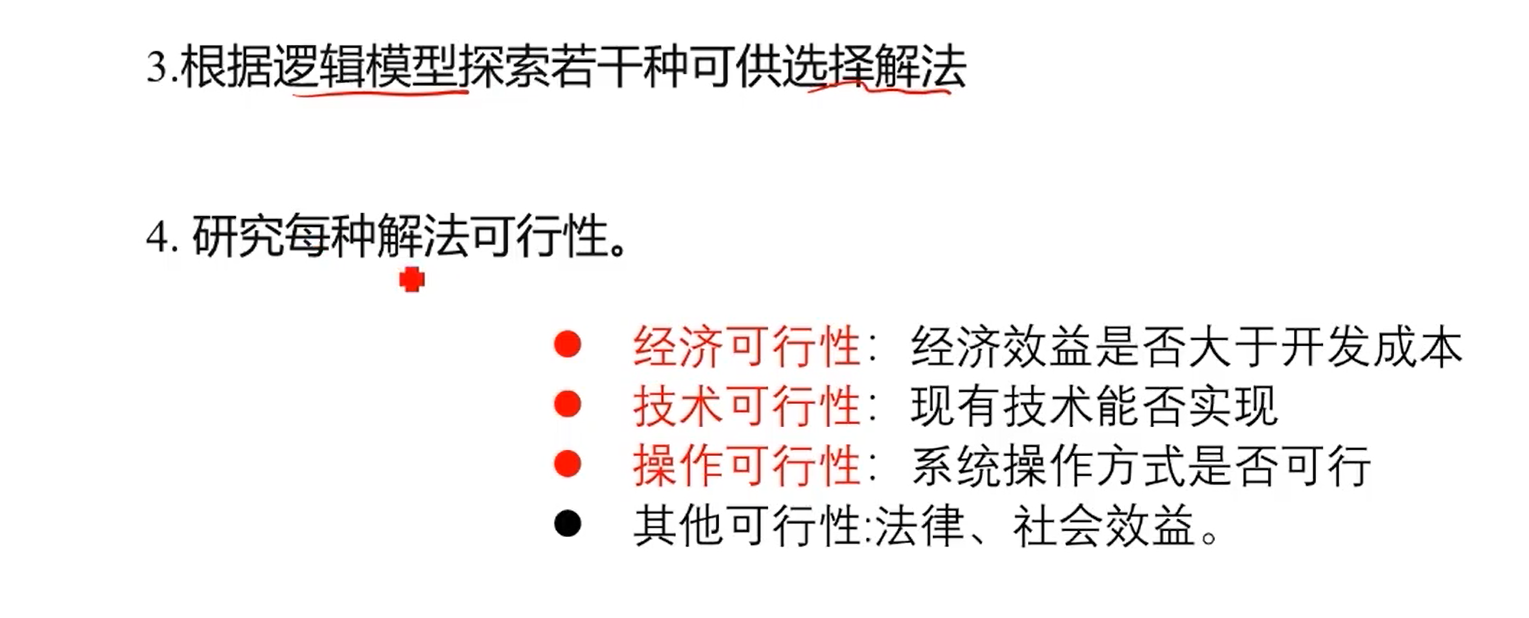 3.根据逻辑模型探索若干种可供选择解法
4. 研究每种解法可行性。
经济可行性：经济效益是否大于开发成本
技术可行性：现有技术能否实现
操作可行性：系统操作方式是否可行
其他可行性:法律、社会效益。